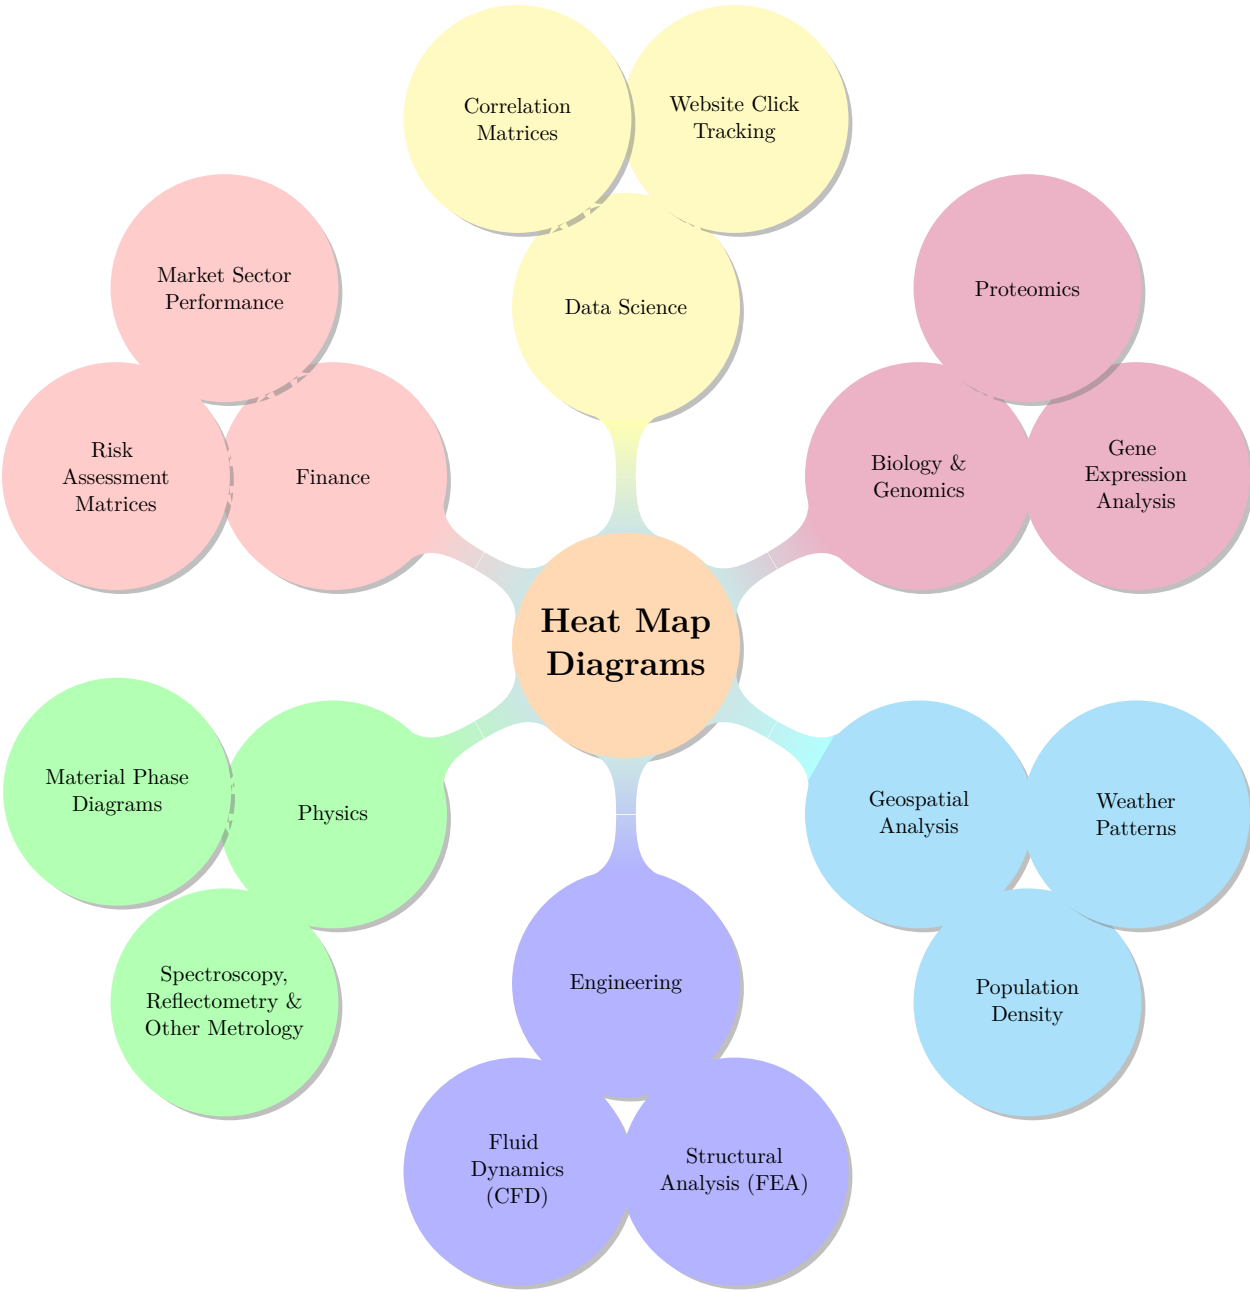 Correlation
Matrices
Website Click
Tracking
Data Science
Market Sector
Performance
Risk
Assessment
Matrices
Finance
Proteomics
Biology &
Genomics
Gene
Expression
Analysis
Heat Map
Diagrams
Material Phase
Diagrams
Physics
Spectroscopy,
Reflectometry &
Other Metrology
Geospatial
Analysis
Weather
Patterns
Population
Density
Engineering
Fluid
Dynamics
(CFD)
Structural
Analysis (FEA)